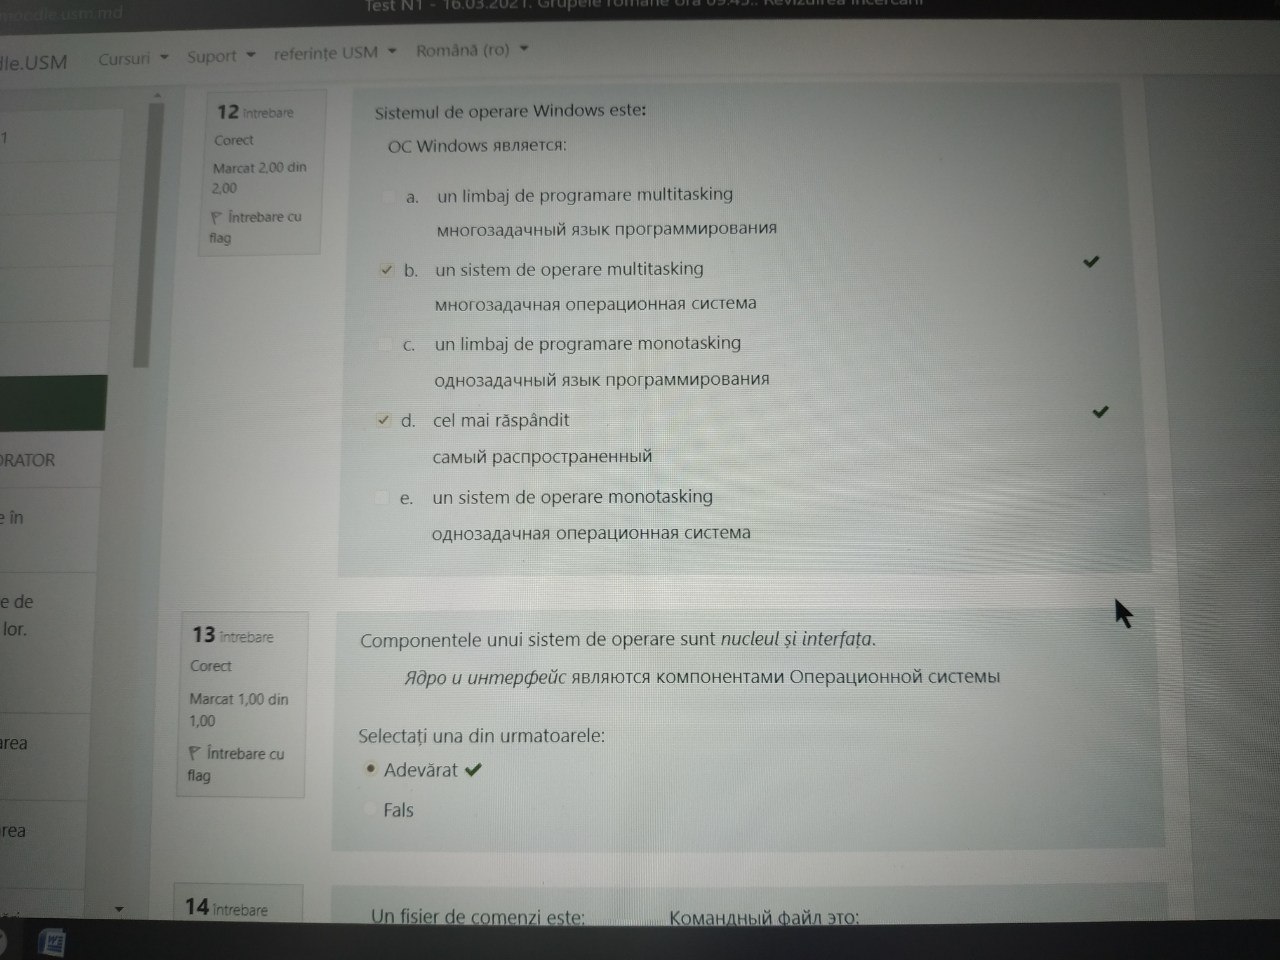 moodle.usm.md
Test N1 - 16.03.2021. Grupele române ora 09:45.: Revizuirea încercării
dle.USM Cursuri Suport referințe USM Română (ro)
1
ORATOR
e în
e de
lor.
area
rea
12 întrebare
Corect
Marcat 2,00 din
2,00
Întrebare cu
flag
Sistemul de operare Windows este:
ОС Windows является:
a. un limbaj de programare multitasking
многозадачный язык программирования
b. un sistem de operare multitasking
многозадачная операционная система
c. un limbaj de programare monotasking
однозадачный язык программирования
d. cel mai răspândit
самый распространенный
e. un sistem de operare monotasking
однозадачная операционная система
13 întrebare
Corect
Marcat 1,00 din
1,00
Întrebare cu
flag
Componentele unui sistem de operare sunt nucleul și interfața.
Ядро и интерфейс являются компонентами Операционной системы
Selectați una din urmatoarele:
Adevărat
Fals
14 întrebare
Un fisier de comenzi este: Командный файл это: